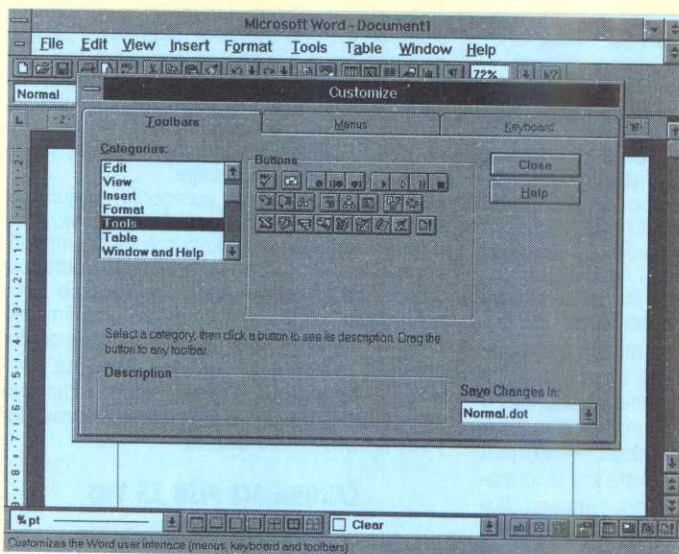 Microsoft Word - Document1
File Edit View Insert Format Tools Table Window Help
72%
Normal
Customize
Toolbars Menus Keyboard
Categories:
Edit
View
Insert
Format
Tools
Table
Window and Help
Buttons
Close
Help
Select a category, then click a button to see its description. Drag the
button to any toolbar.
Description
Save Changes in:
Normal.dot
¾ pt
Clear
Customizes the Word user interface (menus, keyboard and toolbars)